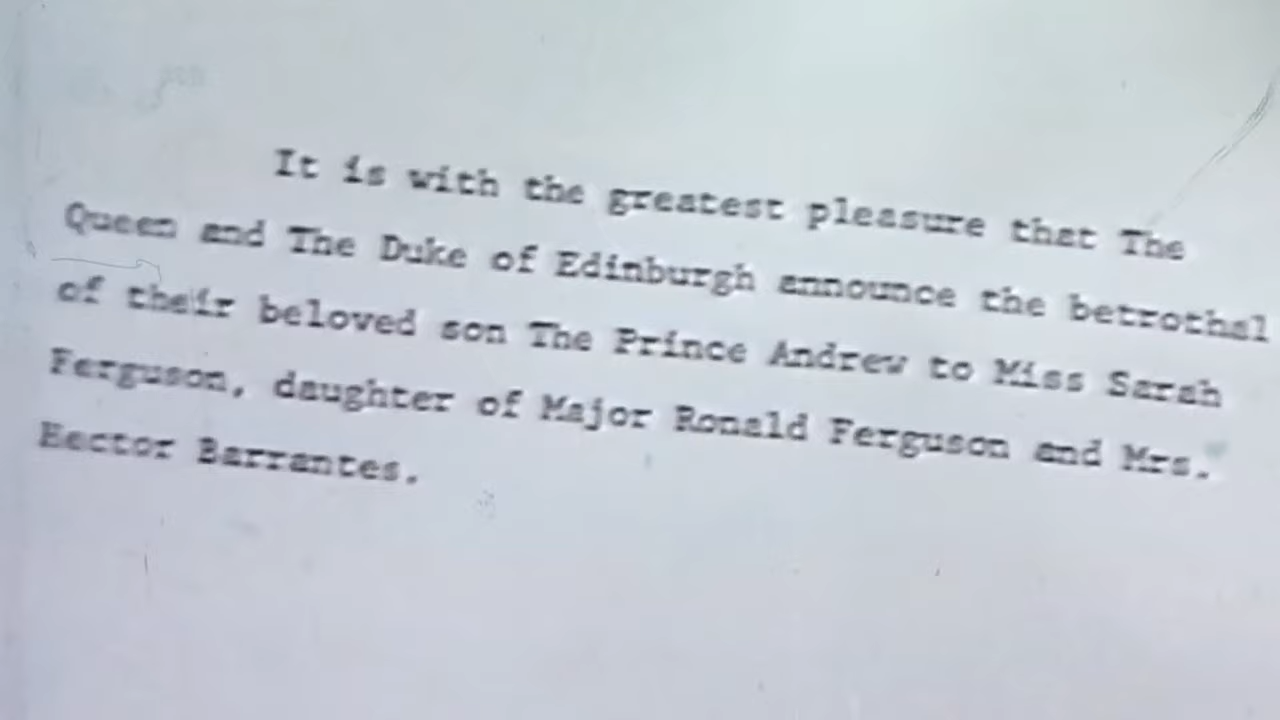 It is with the greatest pleasure that The
Queen and The Duke of Edinburgh announce the betrothal
of their beloved son The Prince Andrew to Miss Sarah
Ferguson, daughter of Major Ronald Ferguson and Mrs.
Hector Barrantes.